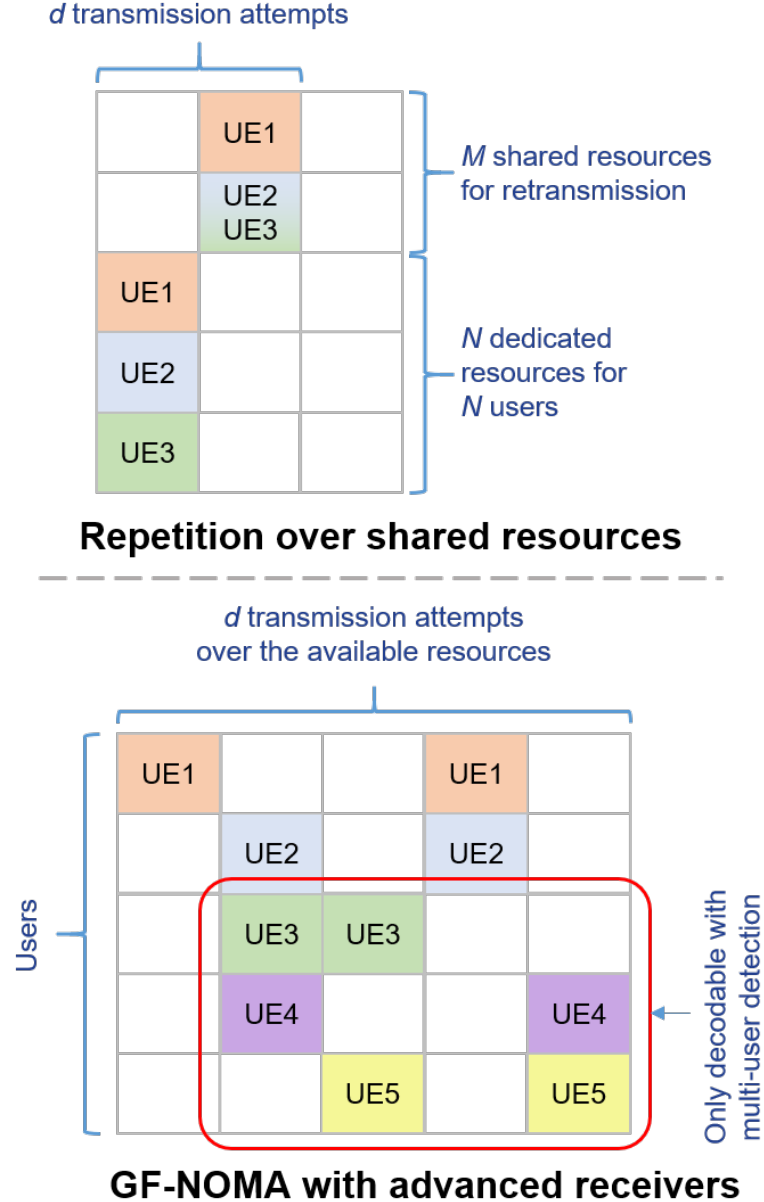 d transmission attempts
UE1
M shared resources
for retransmission
UE2
UE3
UE1
N dedicated
resources for
N users
UE2
UE3
Repetition over shared resources
d transmission attempts
over the available resources
Users
UE1 UE1
UE2 UE2
UE3 UE3
UE4 UE4
UE5 UE5
Only decodable with
multi-user detection
GF-NOMA with advanced receivers